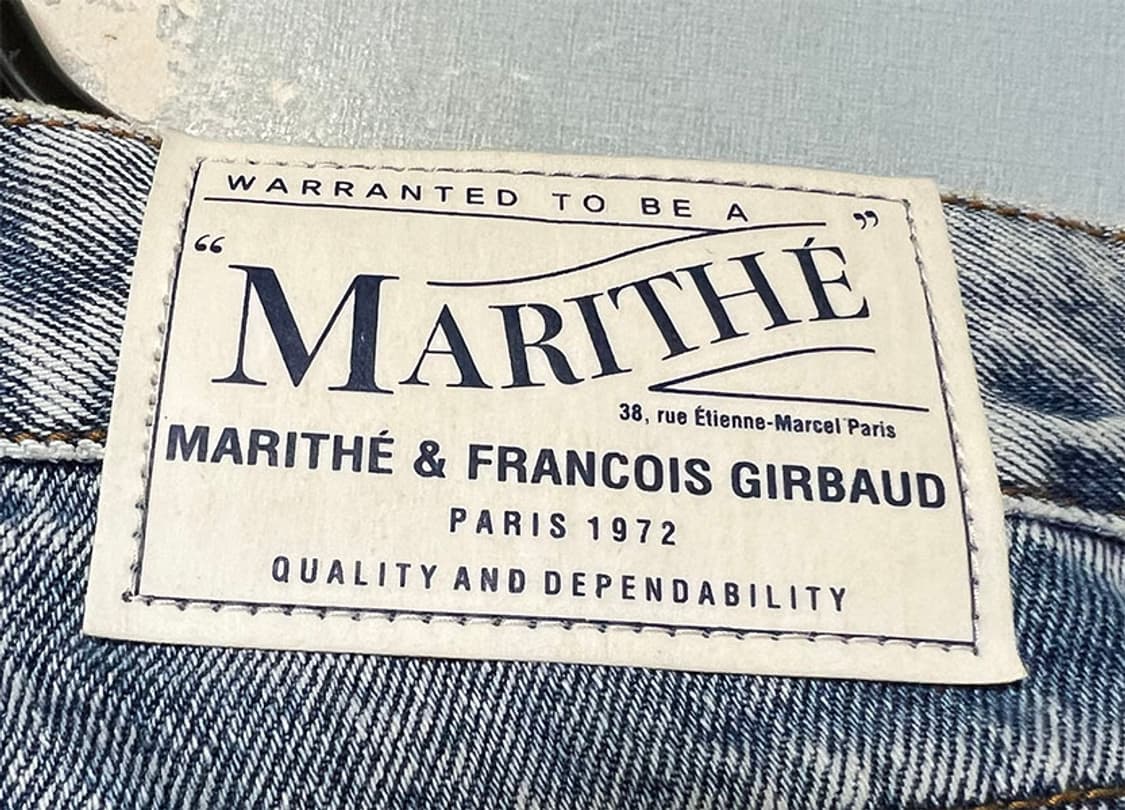 WARRANTED TO BE A
“MARITHÉ”
38, rue Étienne-Marcel Paris
MARITHÉ & FRANCOIS GIRBAUD
PARIS 1972
QUALITY AND DEPENDABILITY